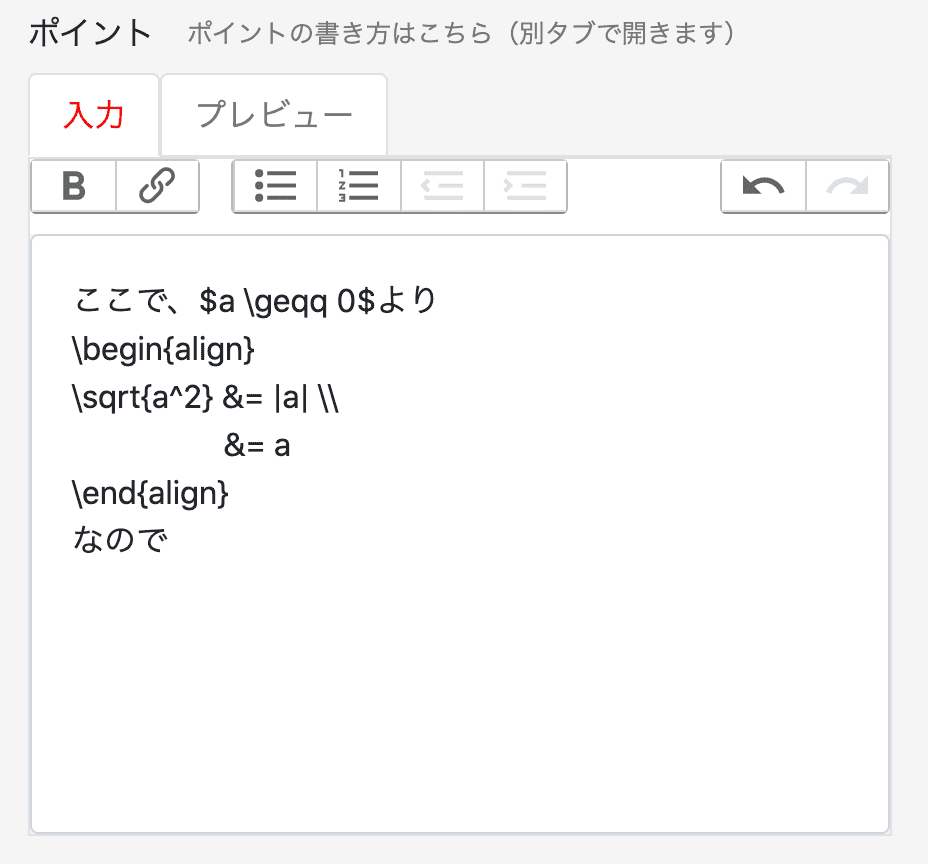 ポイント ポイントの書き方はこちら（別タブで開きます）
入力 プレビュー
B
ここで、$a \geqq 0$より
\begin{align}
\sqrt{a^2} &= |a| \\
&= a
\end{align}
なので